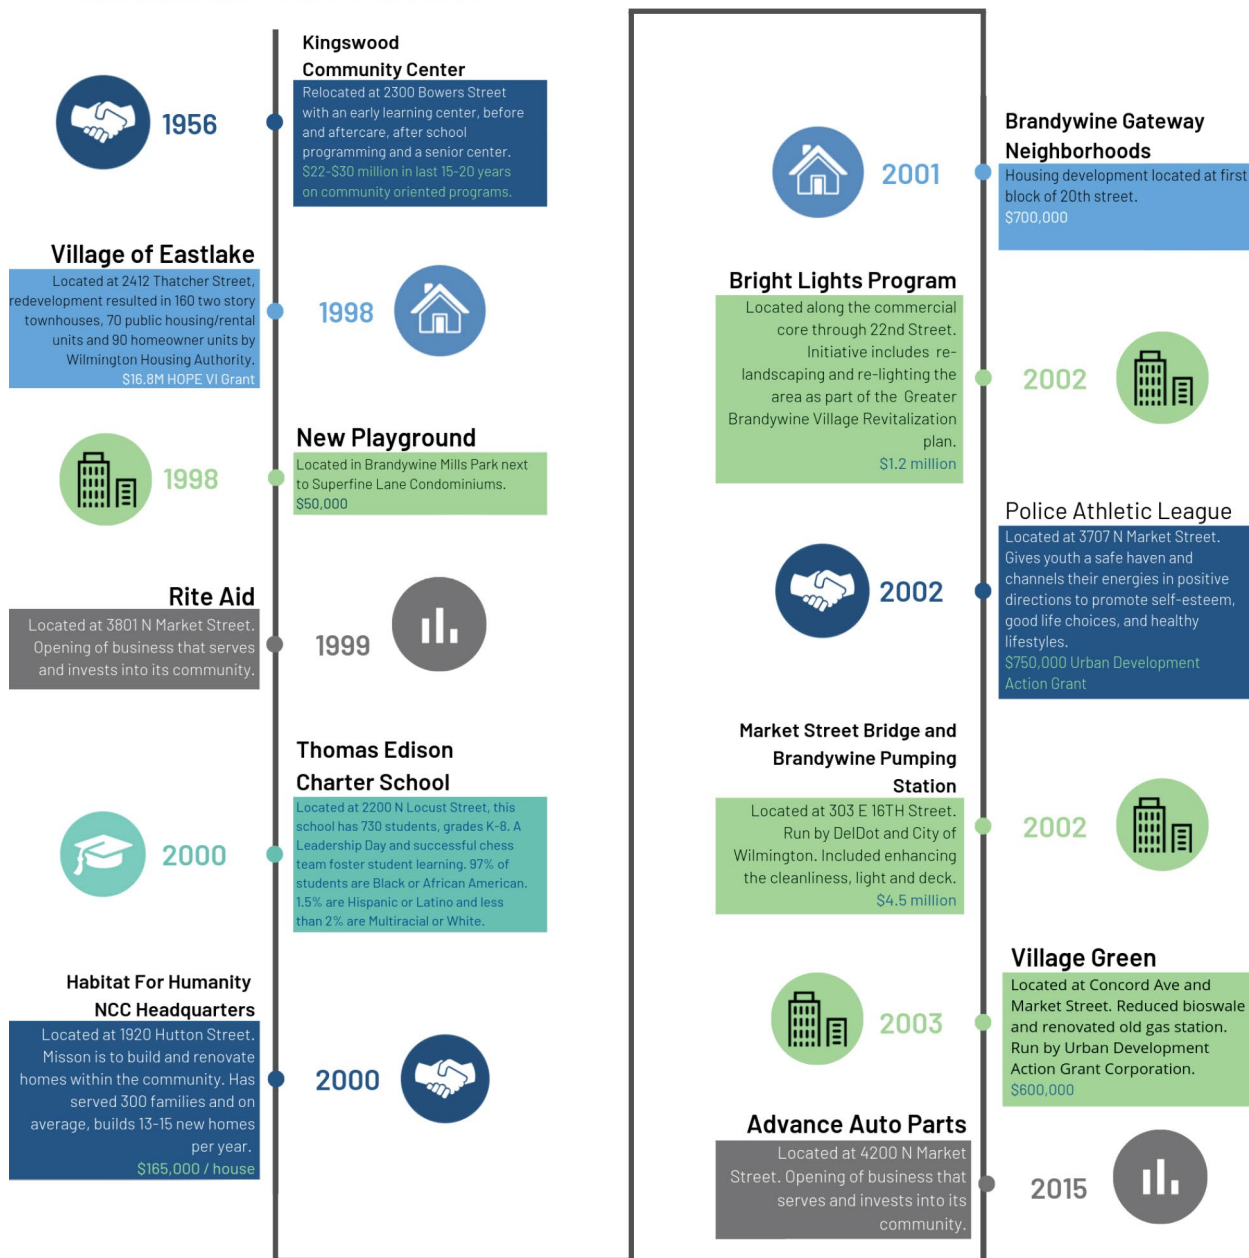 Kingswood
Community Center
1956
Relocated at 2300 Bowers Street
with an early learning center, before
and aftercare, after school
programming and a senior center.
$22-$30 million in last 15-20 years
on community oriented programs.
Village of Eastlake
Located at 2412 Thatcher Street,
redevelopment resulted in 160 two story
townhouses, 70 public housing/rental
units and 90 homeowner units by
Wilmington Housing Authority.
$16.8M HOPE VI Grant
1998
New Playground
1998
Located in Brandywine Mills Park next
to Superfine Lane Condominiums.
$50,000
Rite Aid
Located at 3801 N Market Street.
Opening of business that serves
and invests into its community.
1999
Thomas Edison
Charter School
2000
Located at 2200 N Locust Street, this
school has 730 students, grades K-8. A
Leadership Day and successful chess
team foster student learning. 97% of
students are Black or African American.
1.5% are Hispanic or Latino and less
than 2% are Multiracial or White.
Habitat For Humanity
NCC Headquarters
Located at 1920 Hutton Street.
Misson is to build and renovate
homes within the community. Has
served 300 families and on
average, builds 13-15 new homes
per year.
$165,000 / house
2000
Brandywine Gateway
Neighborhoods
2001
Housing development located at first
block of 20th street.
$700,000
Bright Lights Program
Located along the commercial
core through 22nd Street.
Initiative includes re-
landscaping and re-lighting the
area as part of the Greater
Brandywine Village Revitalization
plan.
$1.2 million
2002
Police Athletic League
2002
Located at 3707 N Market Street.
Gives youth a safe haven and
channels their energies in positive
directions to promote self-esteem,
good life choices, and healthy
lifestyles.
$750,000 Urban Development
Action Grant
Market Street Bridge and
Brandywine Pumping
Station
Located at 303 E 16TH Street.
Run by DelDot and City of
Wilmington. Included enhancing
the cleanliness, light and deck.
$4.5 million
2002
Village Green
2003
Located at Concord Ave and
Market Street. Reduced bioswale
and renovated old gas station.
Run by Urban Development
Action Grant Corporation.
$600,000
Advance Auto Parts
Located at 4200 N Market
Street. Opening of business that
serves and invests into its
community.
2015